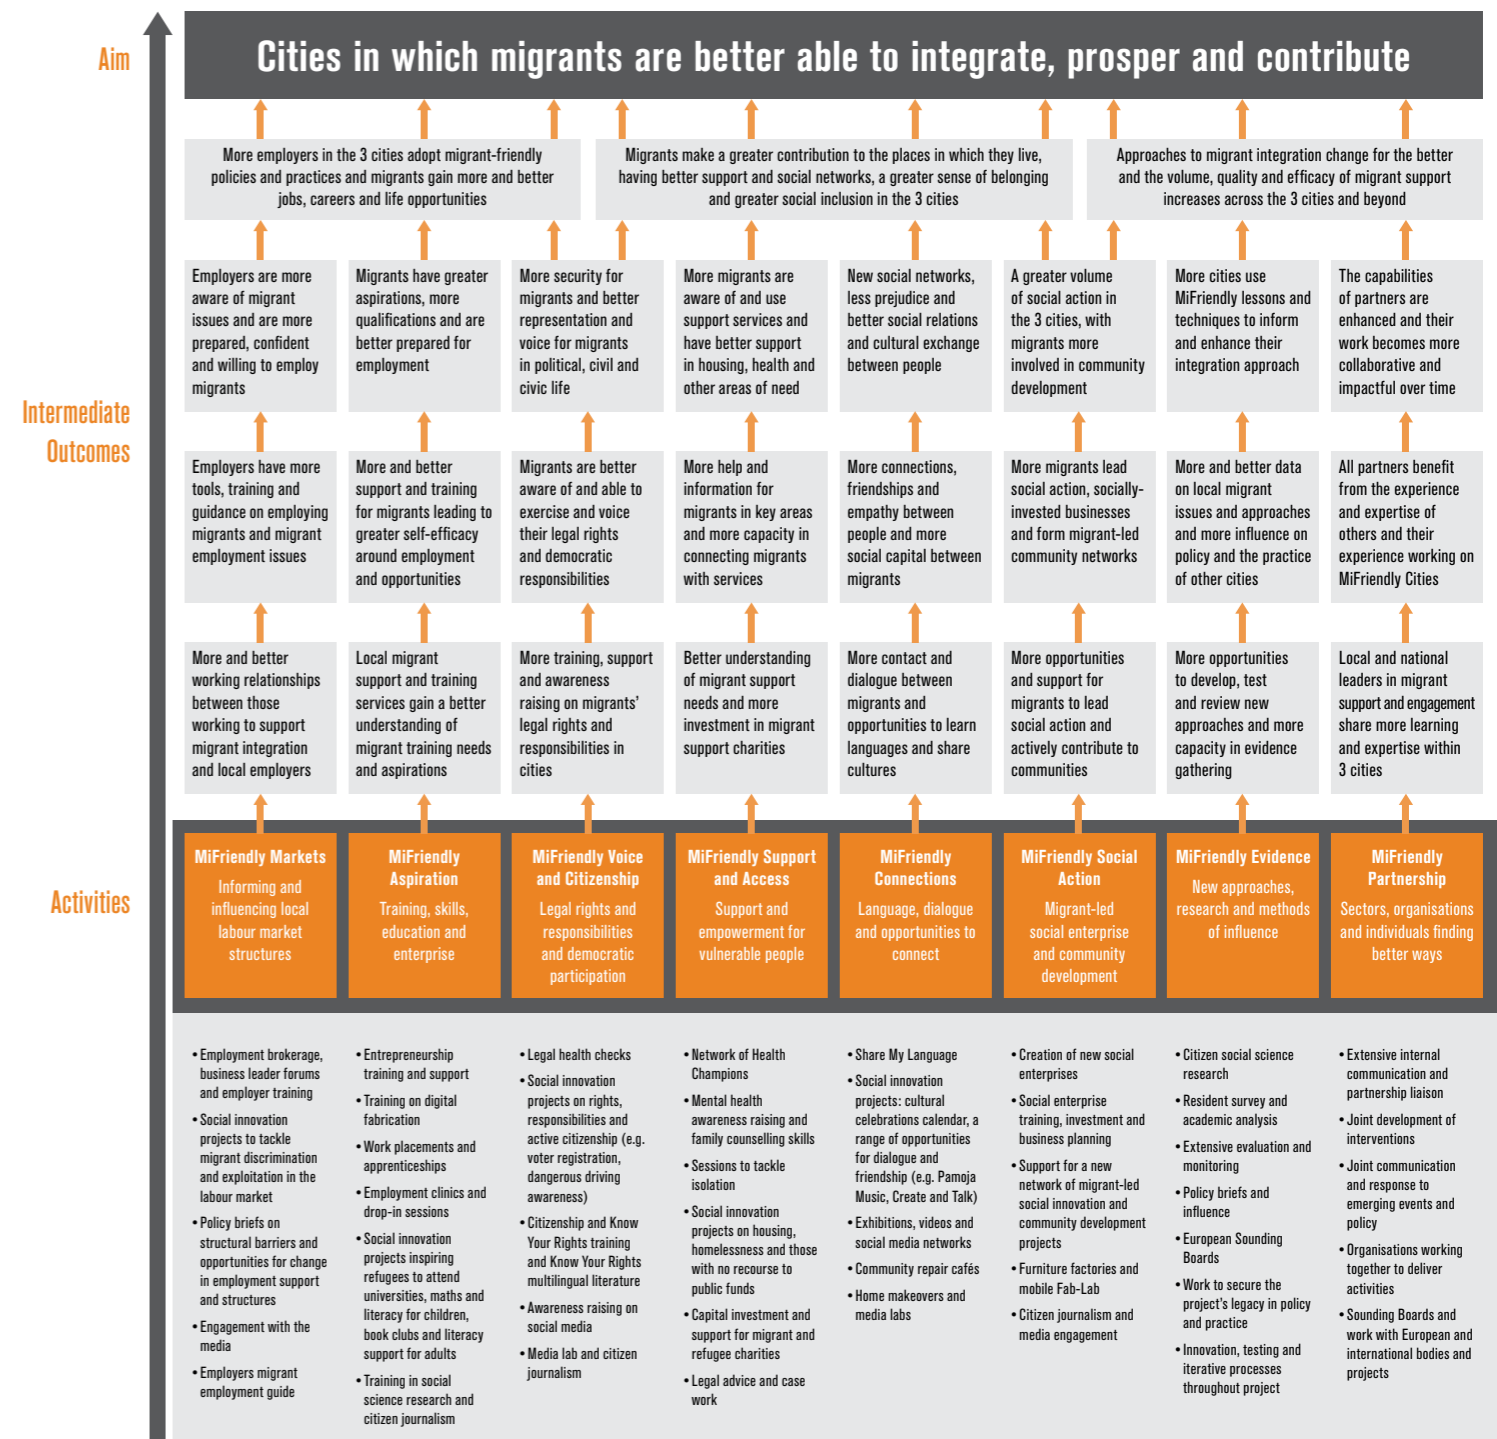 Aim
Cities in which migrants are better able to integrate, prosper and contribute
More employers in the 3 cities adopt migrant-friendly
policies and practices and migrants gain more and better
jobs, careers and life opportunities
Migrants make a greater contribution to the places in which they live,
having better support and social networks, a greater sense of belonging
and greater social inclusion in the 3 cities
Approaches to migrant integration change for the better
and the volume, quality and efficacy of migrant support
increases across the 3 cities and beyond
Intermediate
Outcomes
Employers are more
aware of migrant
issues and are more
prepared, confident
and willing to employ
migrants
Migrants have greater
aspirations, more
qualifications and are
better prepared for
employment
More security for
migrants and better
representation and
voice for migrants
in political, civil and
civic life
More migrants are
aware of and use
support services and
have better support
in housing, health and
other areas of need
New social networks,
less prejudice and
better social relations
and cultural exchange
between people
A greater volume
of social action in
the 3 cities, with
migrants more
involved in community
development
More cities use
MiFriendly lessons and
techniques to inform
and enhance their
integration approach
The capabilities
of partners are
enhanced and their
work becomes more
collaborative and
impactful over time
Employers have more
tools, training and
guidance on employing
migrants and migrant
employment issues
More and better
support and training
for migrants leading to
greater self-efficacy
around employment
and opportunities
Migrants are better
aware of and able to
exercise and voice
their legal rights
and democratic
responsibilities
More help and
information for
migrants in key areas
and more capacity in
connecting migrants
with services
More connections,
friendships and
empathy between
people and more
social capital between
migrants
More migrants lead
social action, socially-
invested businesses
and form migrant-led
community networks
More and better data
on local migrant
issues and approaches
and more influence on
policy and the practice
of other cities
All partners benefit
from the experience
and expertise of
others and their
experience working on
MiFriendly Cities
More and better
working relationships
between those
working to support
migrant integration
and local employers
Local migrant
support and training
services gain a better
understanding of
migrant training needs
and aspirations
More training, support
and awareness
raising on migrants'
legal rights and
responsibilities in
cities
Better understanding
of migrant support
needs and more
investment in migrant
support charities
More contact and
dialogue between
migrants and
opportunities to learn
languages and share
cultures
More opportunities
and support for
migrants to lead
social action and
actively contribute to
communities
More opportunities
to develop, test
and review new
approaches and more
capacity in evidence
gathering
Local and national
leaders in migrant
support and engagement
share more learning
and expertise within
3 cities
Activities
MiFriendly Markets
Informing and
influencing local
labour market
structures
MiFriendly
Aspiration
Training, skills,
education and
enterprise
MiFriendly Voice
and Citizenship
Legal rights and
responsibilities
and democratic
participation
MiFriendly Support
and Access
Support and
empowerment for
vulnerable people
MiFriendly
Connections
Language, dialogue
and opportunities to
connect
MiFriendly Social
Action
Migrant-led
social enterprise
and community
development
MiFriendly Evidence
New approaches,
research and methods
of influence
MiFriendly
Partnership
Sectors, organisations
and individuals finding
better ways
• Employment brokerage,
business leader forums
and employer training
• Social innovation
projects to tackle
migrant discrimination
and exploitation in the
labour market
• Policy briefs on
structural barriers and
opportunities for change
in employment support
and structures
• Engagement with the
media
• Employers migrant
employment guide
• Entrepreneurship
training and support
• Training on digital
fabrication
• Work placements and
apprenticeships
• Employment clinics and
drop-in sessions
• Social innovation
projects inspiring
refugees to attend
universities, maths and
literacy for children,
book clubs and literacy
support for adults
• Training in social
science research and
citizen journalism
• Legal health checks
• Social innovation
projects on rights,
responsibilities and
active citizenship (e.g.
voter registration,
dangerous driving
awareness)
• Citizenship and Know
Your Rights training
and Know Your Rights
multilingual literature
• Awareness raising on
social media
• Media lab and citizen
journalism
• Network of Health
Champions
• Mental health
awareness raising and
family counselling skills
• Sessions to tackle
isolation
• Social innovation
projects on housing,
homelessness and those
with no recourse to
public funds
• Capital investment and
support for migrant and
refugee charities
• Legal advice and case
work
• Share My Language
• Social innovation
projects: cultural
celebrations calendar, a
range of opportunities
for dialogue and
friendship (e.g. Pamoja
Music, Create and Talk)
• Exhibitions, videos and
social media networks
• Community repair cafés
• Home makeovers and
media labs
• Creation of new social
enterprises
• Social enterprise
training, investment and
business planning
• Support for a new
network of migrant-led
social innovation and
community development
projects
• Furniture factories and
mobile Fab-Lab
• Citizen journalism and
media engagement
• Citizen social science
research
• Resident survey and
academic analysis
• Extensive evaluation and
monitoring
• Policy briefs and
influence
• European Sounding
Boards
• Work to secure the
project's legacy in policy
and practice
• Innovation, testing and
iterative processes
throughout project
• Extensive internal
communication and
partnership liaison
• Joint development of
interventions
• Joint communication
and response to
emerging events and
policy
• Organisations working
together to deliver
activities
• Sounding Boards and
work with European and
international bodies and
projects